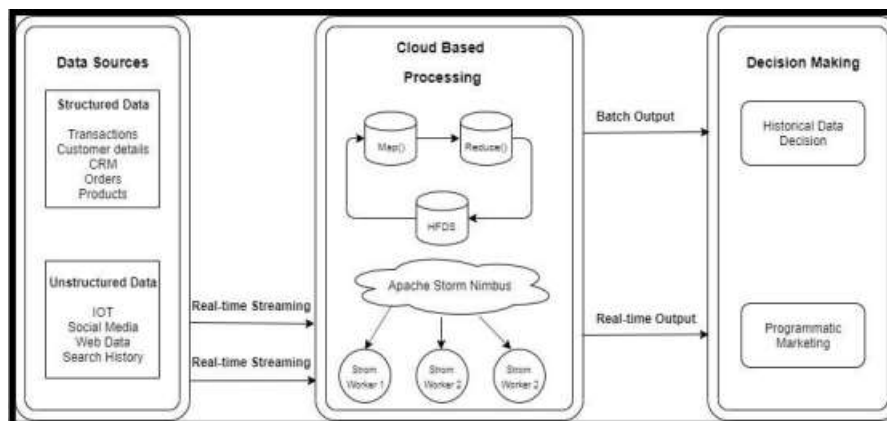 Data Sources
Structured Data
Transactions
Customer details
CRM
Orders
Products
Unstructured Data
IOT
Social Media
Web Data
Search History
Real-time Streaming
Real-time Streaming
Cloud Based
Processing
Map()
Reduce()
HFDS
Apache Storm Nimbus
Strom
Worker 1
Strom
Worker 2
Strom
Worker 2
Batch Output
Real-time Output
Decision Making
Historical Data
Decision
Programmatic
Marketing